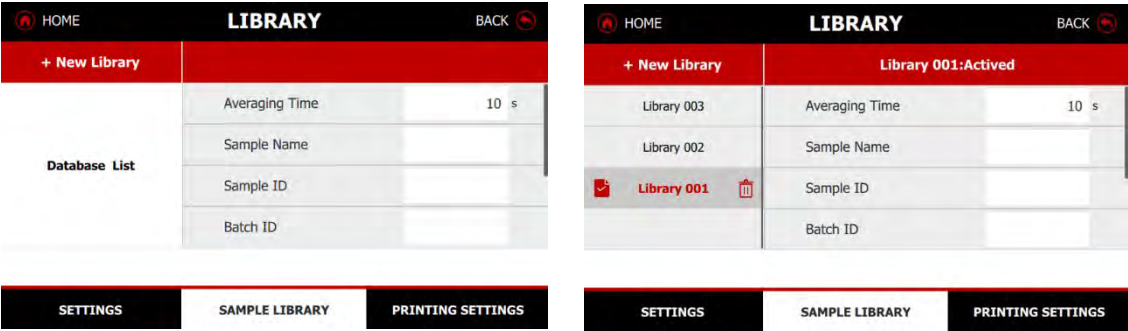 HOME LIBRARY BACK
+ New Library
Averaging Time 10 s
Sample Name
Database List
Sample ID
Batch ID
SETTINGS SAMPLE LIBRARY PRINTING SETTINGS
HOME LIBRARY BACK
+ New Library Library 001:Actived
Library 003 Averaging Time 10 s
Library 002 Sample Name
Library 001 Sample ID
Batch ID
SETTINGS SAMPLE LIBRARY PRINTING SETTINGS